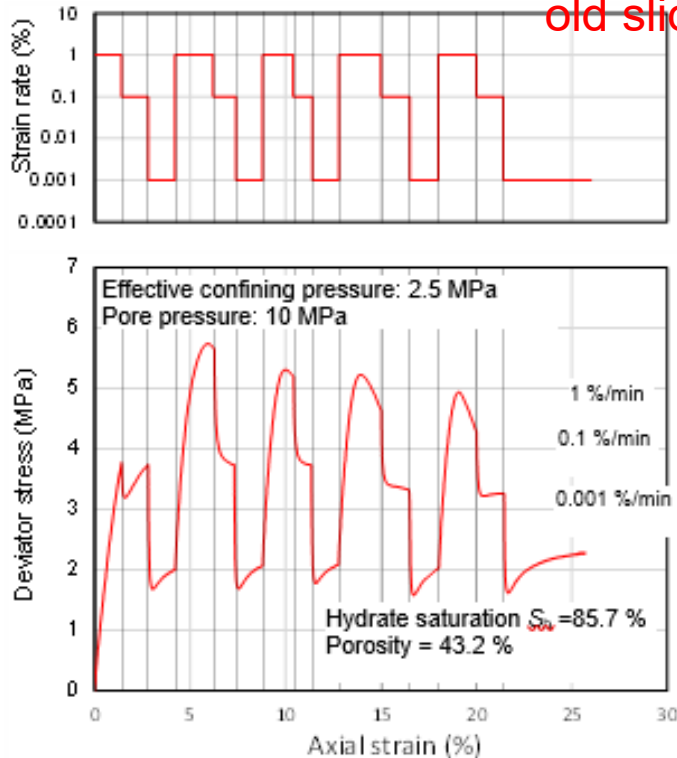 old slic
10
1
0.1
0.01
0.001
0.0001
Strain rate (%)
7
6
5
4
3
2
1
0
Deviator stress (MPa)
Effective confining pressure: 2.5 MPa
Pore pressure: 10 MPa
1 %/min
0.1 %/min
0.001 %/min
Hydrate saturation Sh =85.7 %
Porosity = 43.2 %
0 5 10 15 20 25 30
Axial strain (%)